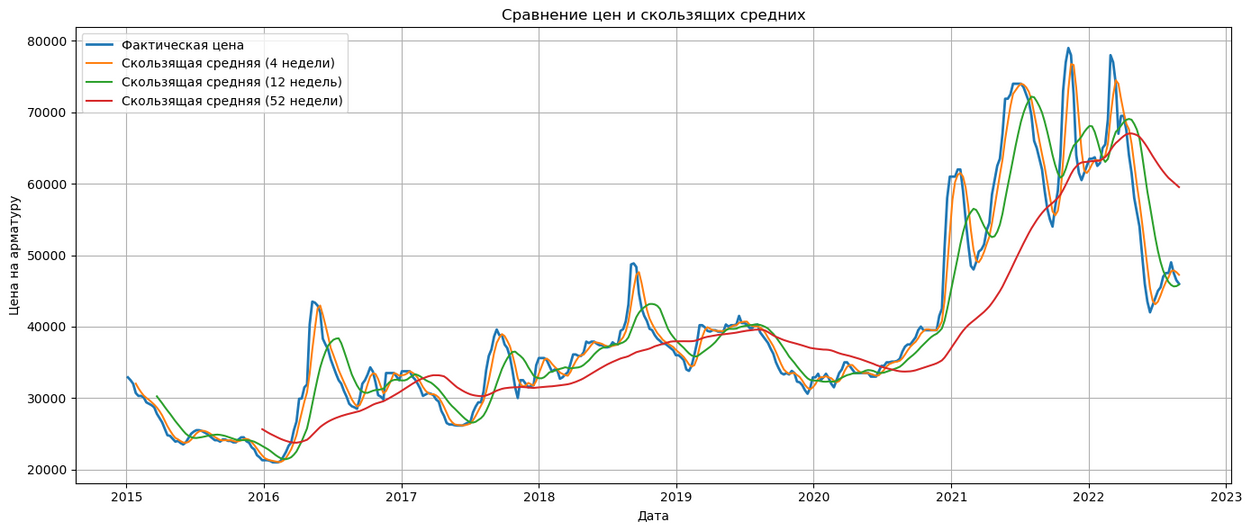 Сравнение цен и скользящих средних
Фактическая цена
Скользящая средняя (4 недели)
Скользящая средняя (12 недель)
Скользящая средняя (52 недели)
Цена на арматуру
80000
70000
60000
50000
40000
30000
20000
2015 2016 2017 2018 2019 2020 2021 2022 2023
Дата